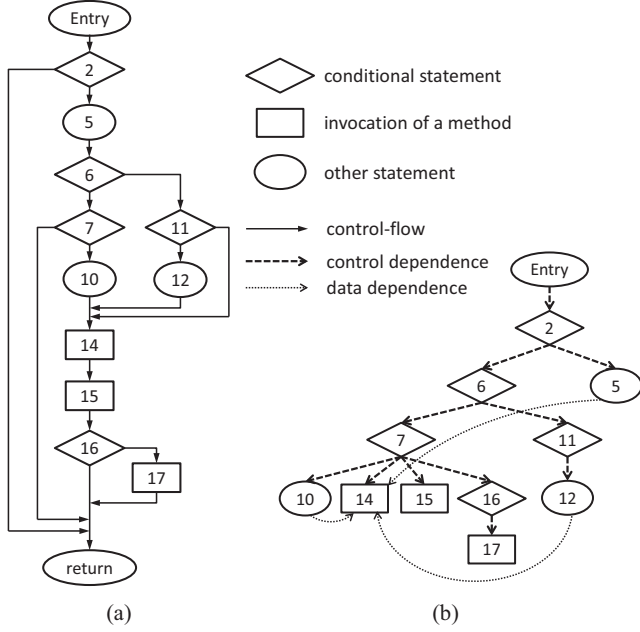 Entry
2
5
6
7
11
10
12
14
15
16
17
return
(a)
conditional statement
invocation of a method
other statement
control-flow
control dependence
data dependence
Entry
2
6
5
7
11
10
14
15
16
12
17
(b)